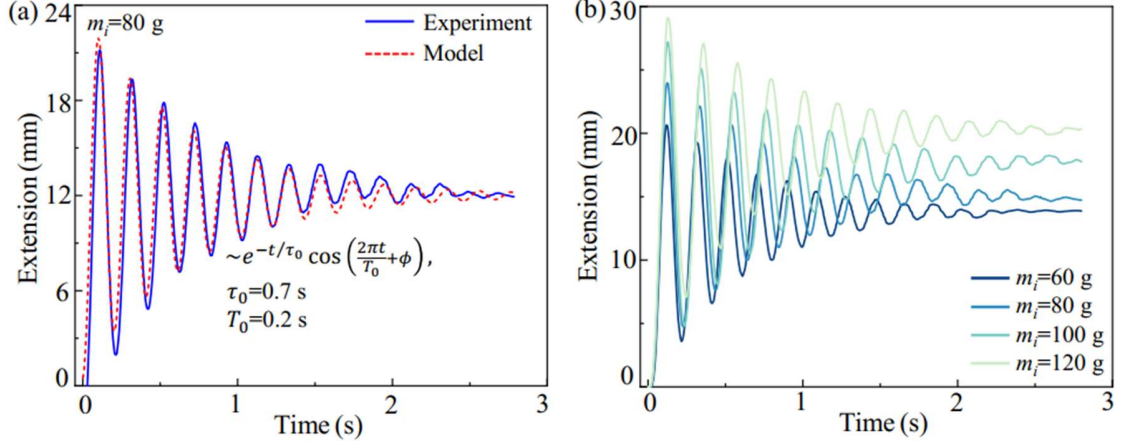 (a)
24
18
12
6
0
Extension (mm)
m_i=80 g
Experiment
Model
~e^{-t/τ_0} cos (2πt/T_0+ϕ),
τ_0=0.7 s
T_0=0.2 s
0 1 2 3
Time (s)
(b)
30
20
10
0
Extension (mm)
m_i=60 g
m_i=80 g
m_i=100 g
m_i=120 g
0 1 2 3
Time (s)